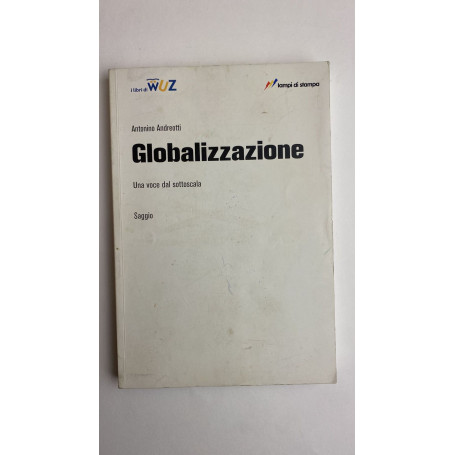 i libri di WUZ
lampi di stampa
Antonino Andreotti
Globalizzazione
Una voce dal sottoscala
Saggio